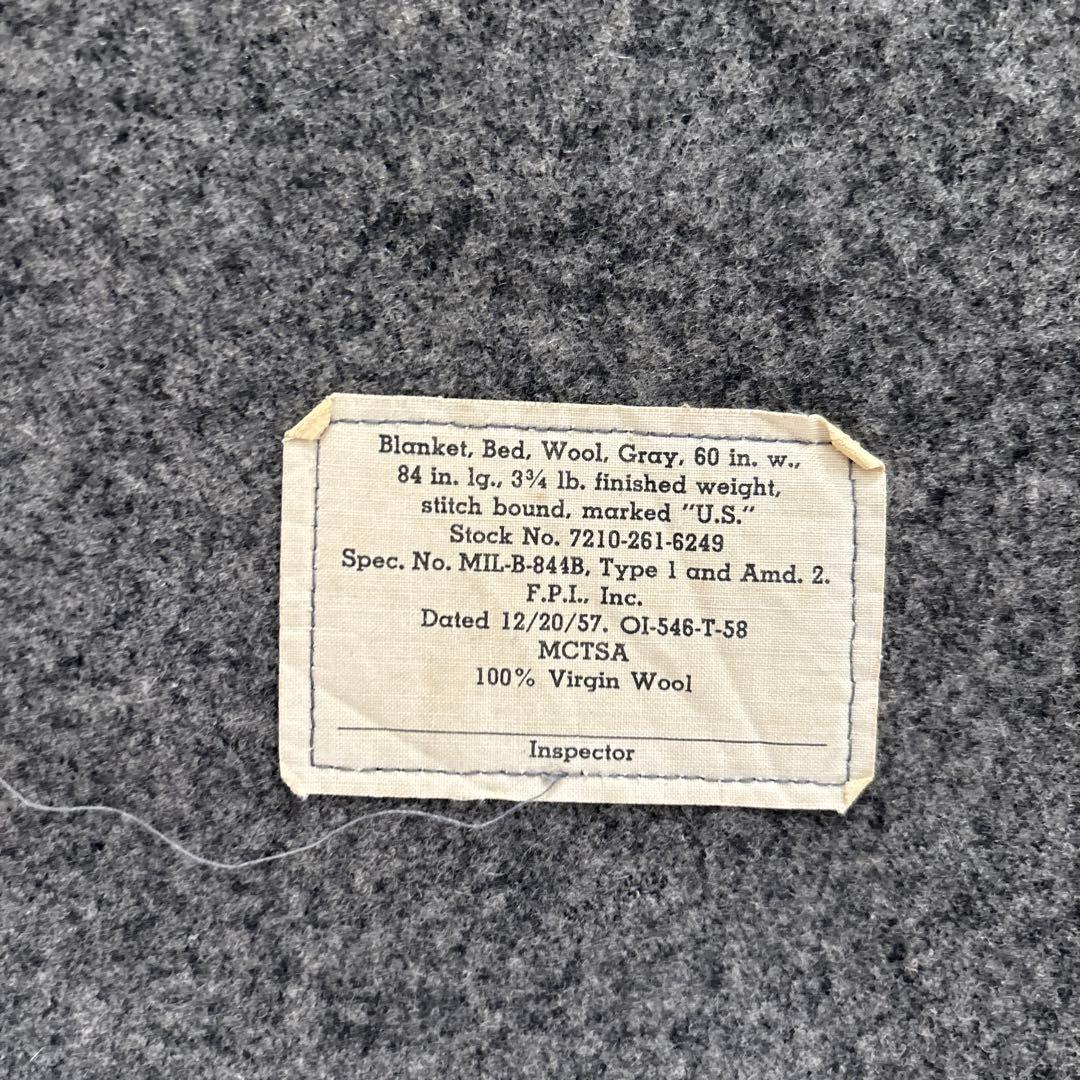 Blanket, Bed, Wool, Gray, 60 in. w.,
84 in. lg., 3¾ lb. finished weight,
stitch bound, marked "U.S."
Stock No. 7210-261-6249
Spec. No. MIL-B-844B, Type 1 and Amd. 2.
F.P.I., Inc.
Dated 12/20/57. OI-546-T-58
MCTSA
100% Virgin Wool
Inspector